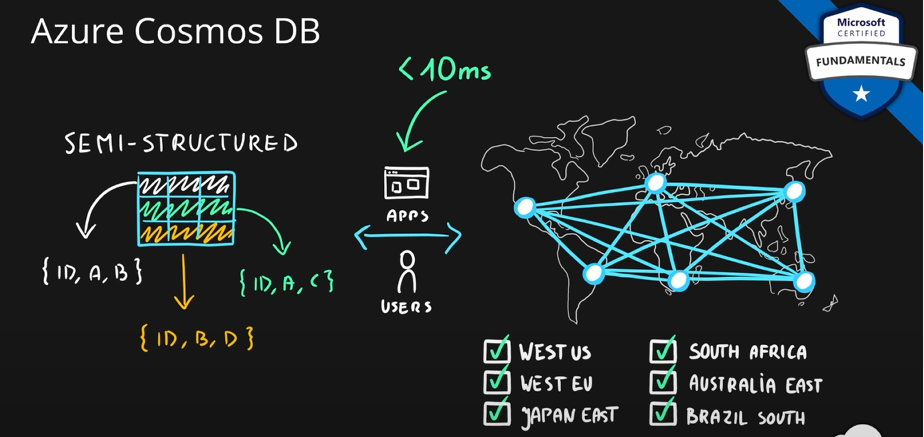 Azure Cosmos DB
Microsoft
CERTIFIED
FUNDAMENTALS
<10ms
SEMI-STRUCTURED
APPS
{ID, A, B}
{ID, A, C}
USERS
{ID, B, D}
WEST US
SOUTH AFRICA
WEST EU
AUSTRALIA EAST
JAPAN EAST
BRAZIL SOUTH